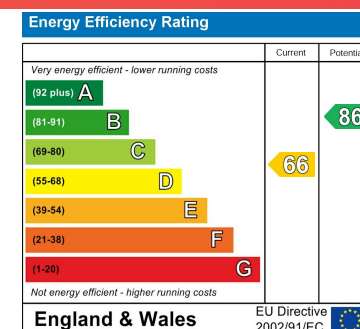 Energy Efficiency Rating
Current
Very energy efficient - lower running costs
(92 plus) A
(81-91) B
86
(69-80) C
66
(55-68) D
(39-54) E
(21-38) F
(1-20) G
Not energy efficient - higher running costs
England & Wales
EU Directive
2002/91/EC